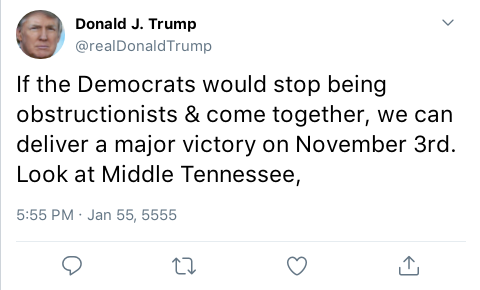 Donald J. Trump
@realDonaldTrump
If the Democrats would stop being
obstructionists & come together, we can
deliver a major victory on November 3rd.
Look at Middle Tennessee,
5:55 PM · Jan 55, 5555